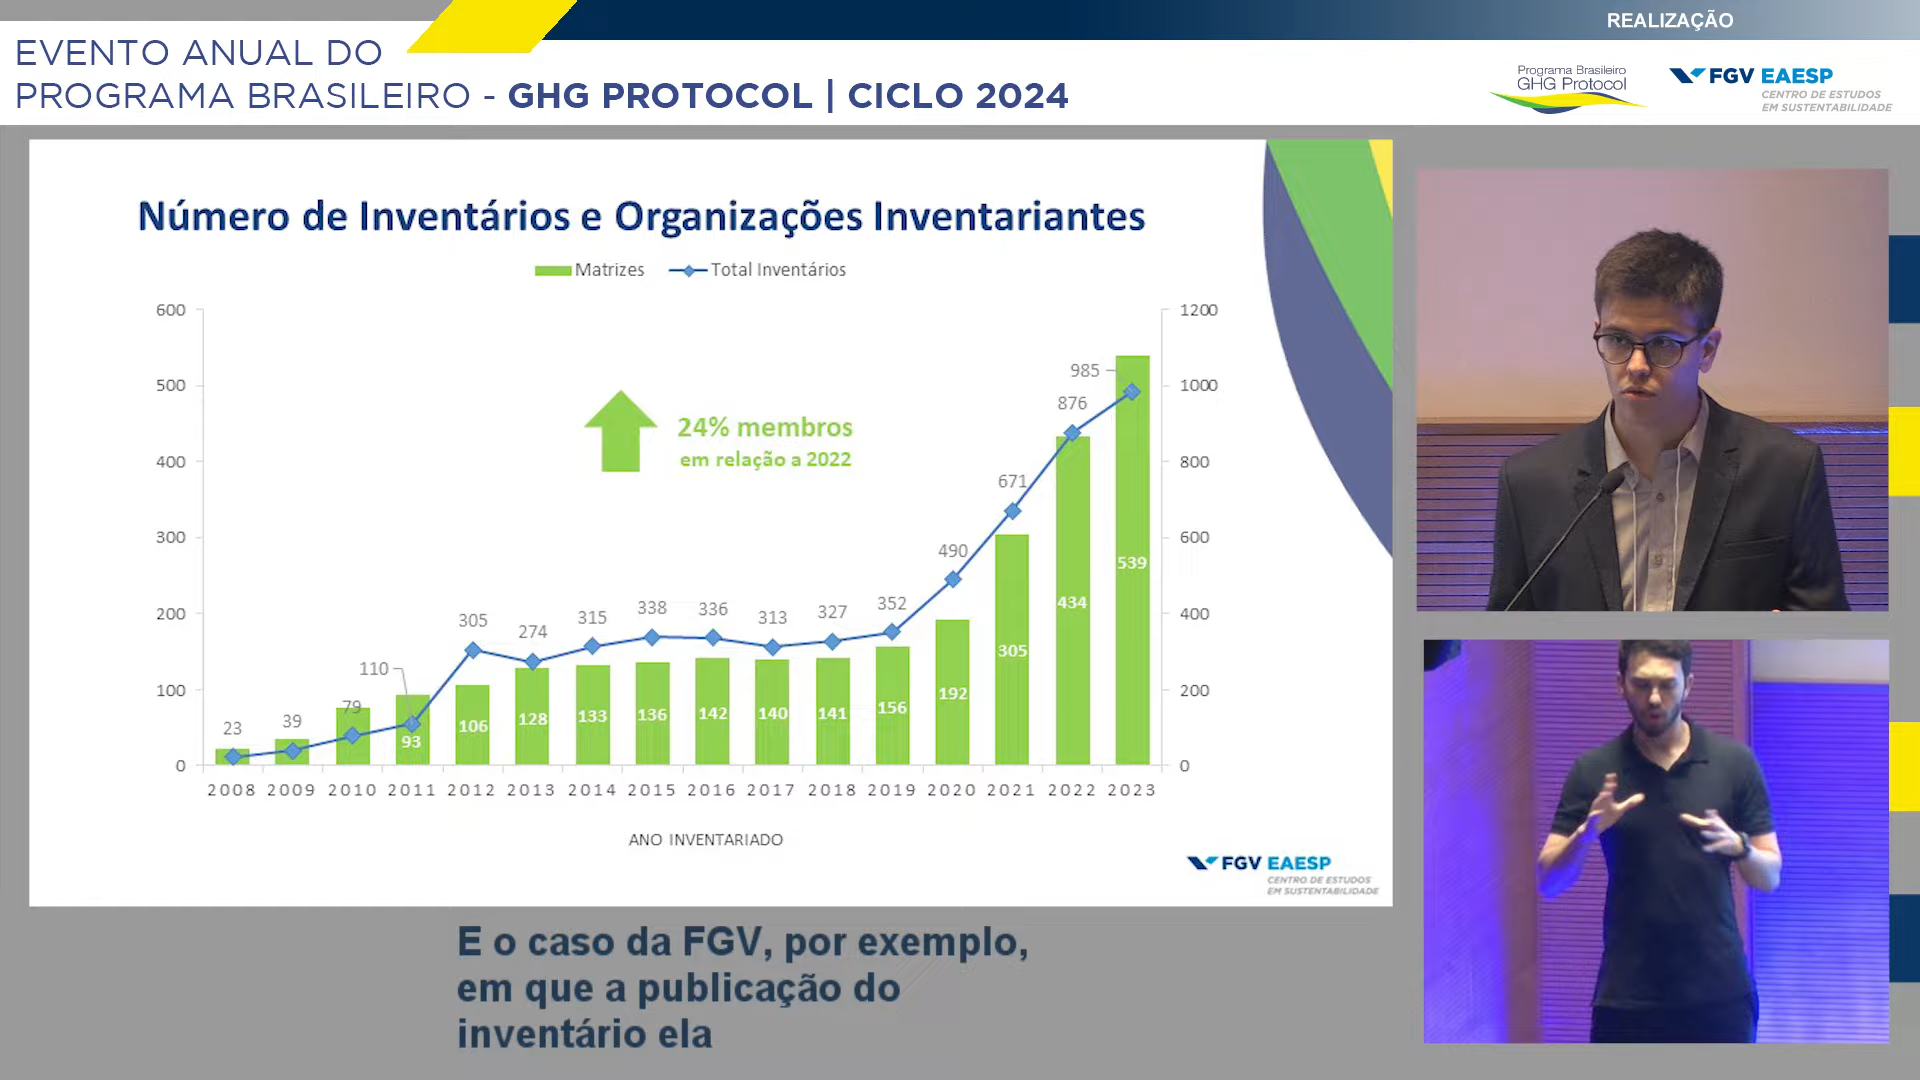 REALIZAÇÃO
EVENTO ANUAL DO
PROGRAMA BRASILEIRO - GHG PROTOCOL | CICLO 2024
Programa Brasileiro
GHG Protocol
FGV EAESP
CENTRO DE ESTUDOS
EM SUSTENTABILIDADE
Número de Inventários e Organizações Inventariantes
Matrizes Total Inventários
600 1200
500 1000
400 800
300 600
200 400
100 200
0 0
24% membros
em relação a 2022
23 39 79 110 305 274 315 338 336 313 327 352 490 671 876 985
93 106 128 133 136 142 140 141 156 192 305 434 539
2008 2009 2010 2011 2012 2013 2014 2015 2016 2017 2018 2019 2020 2021 2022 2023
ANO INVENTARIADO
FGV EAESP
CENTRO DE ESTUDOS
EM SUSTENTABILIDADE
E o caso da FGV, por exemplo,
em que a publicação do
inventário ela